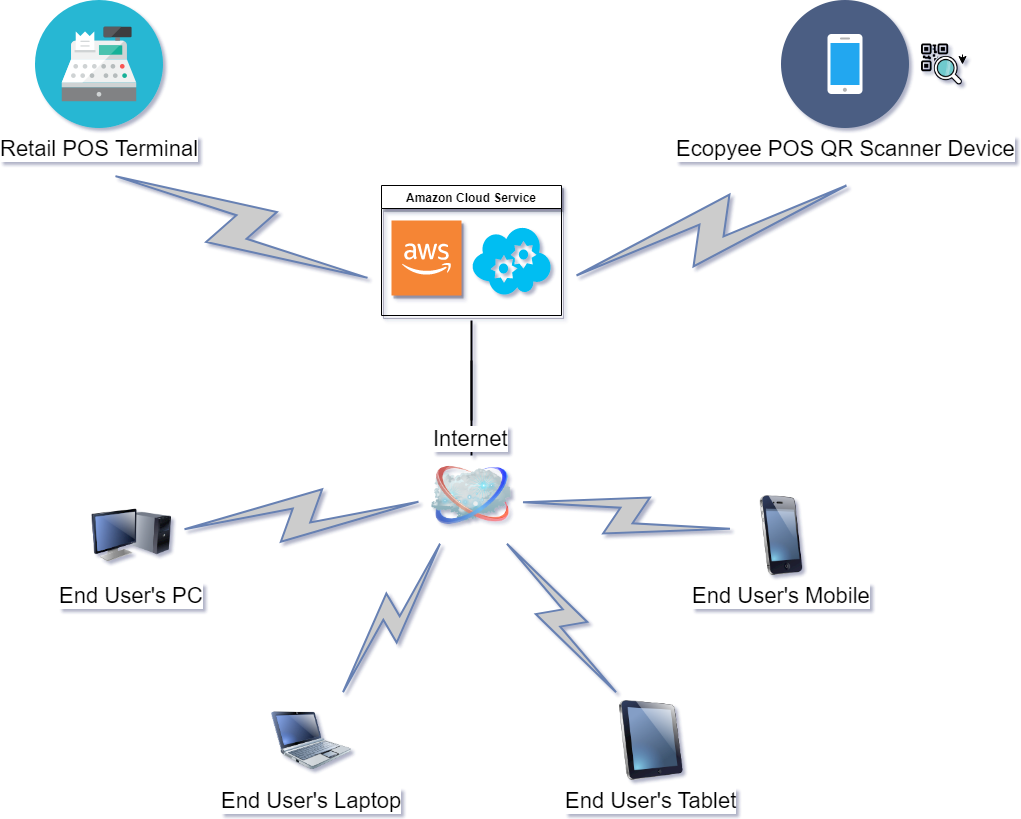 Retail POS Terminal
Ecopyee POS QR Scanner Device
Amazon Cloud Service
aws
Internet
End User's PC
End User's Mobile
End User's Laptop
End User's Tablet